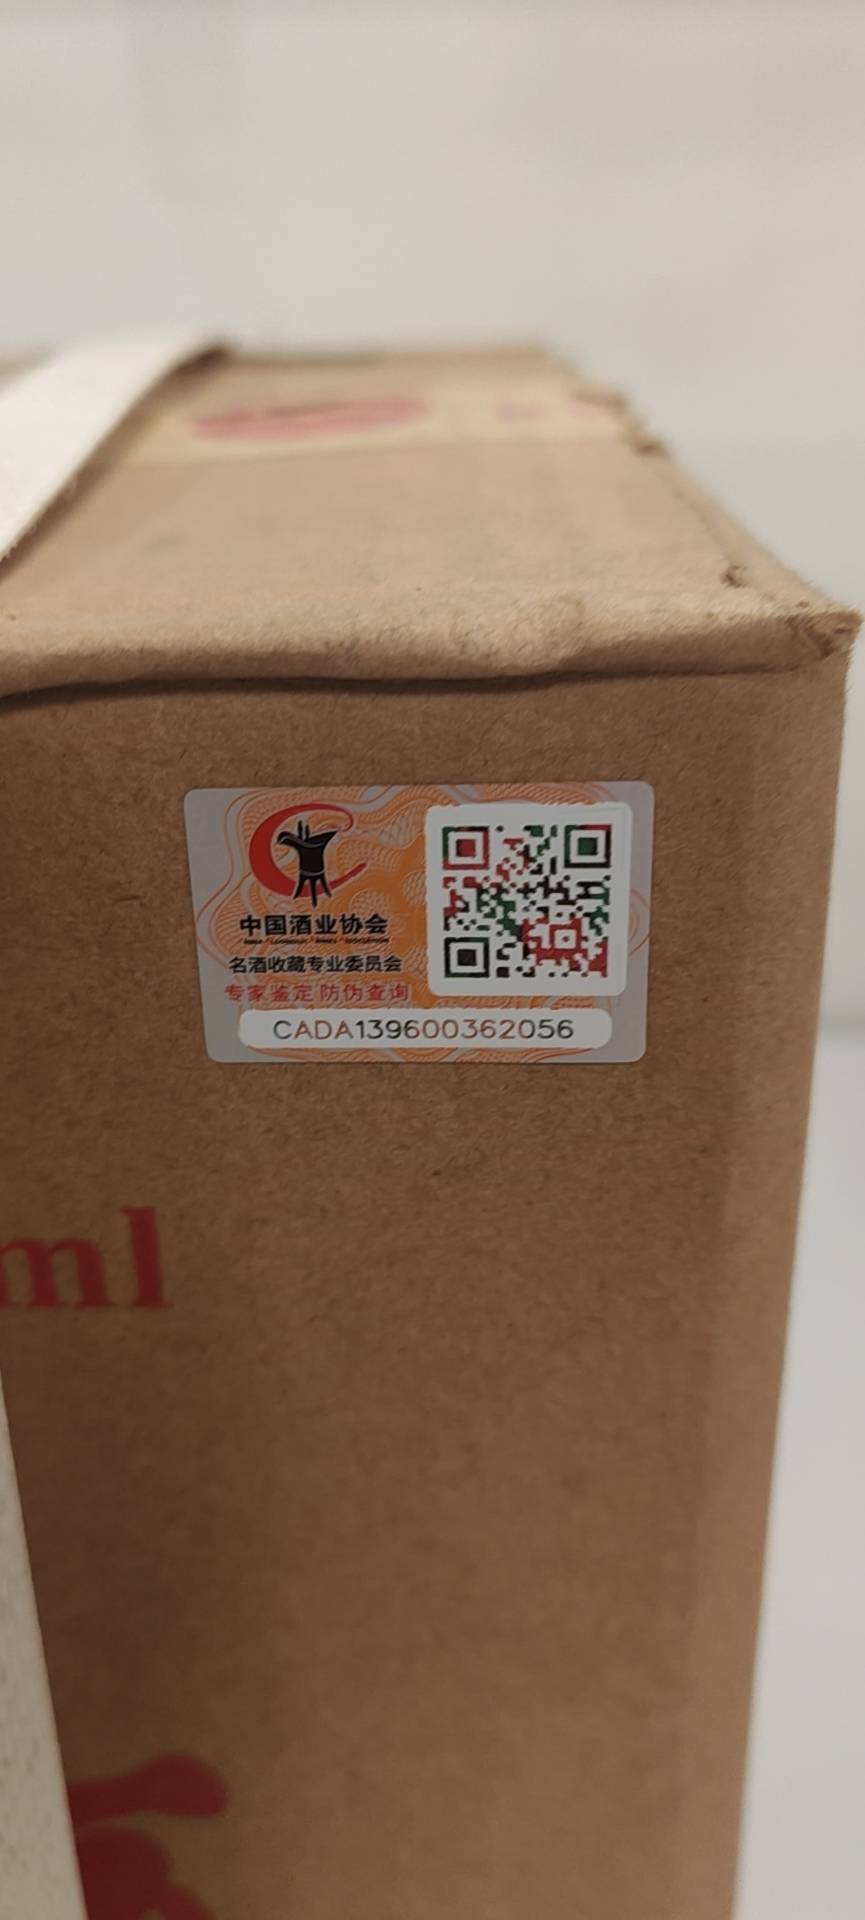 中国酒业协会
名酒收藏专业委员会
专家鉴定 防伪查询
CADA139600362056
ml